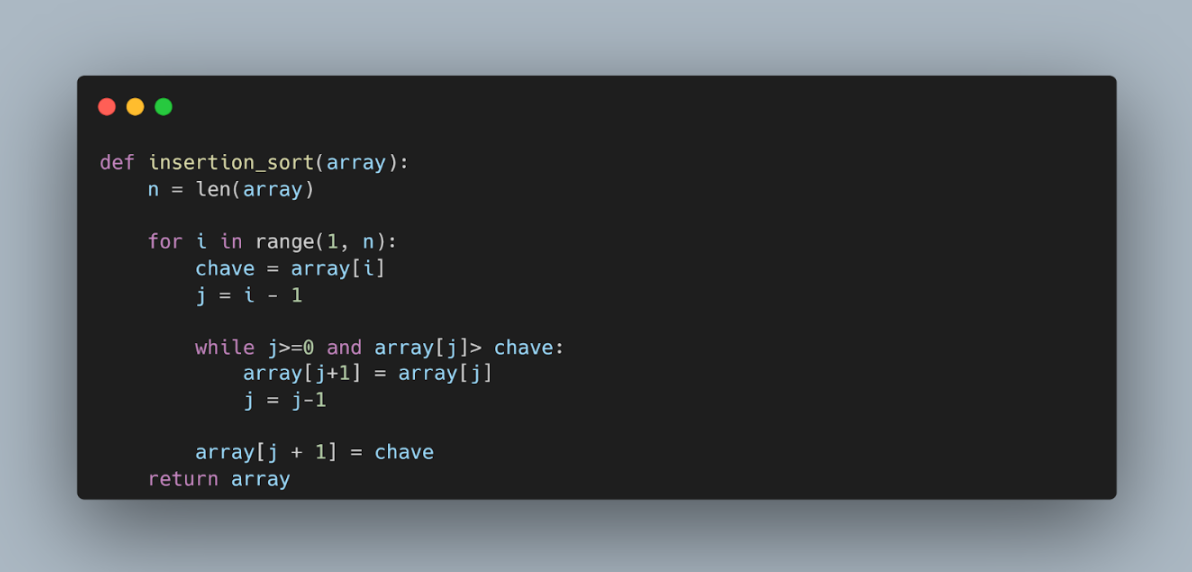 def insertion_sort(array):
    n = len(array)

    for i in range(1, n):
        chave = array[i]
        j = i - 1

        while j>=0 and array[j]> chave:
            array[j+1] = array[j]
            j = j-1

        array[j + 1] = chave
    return array